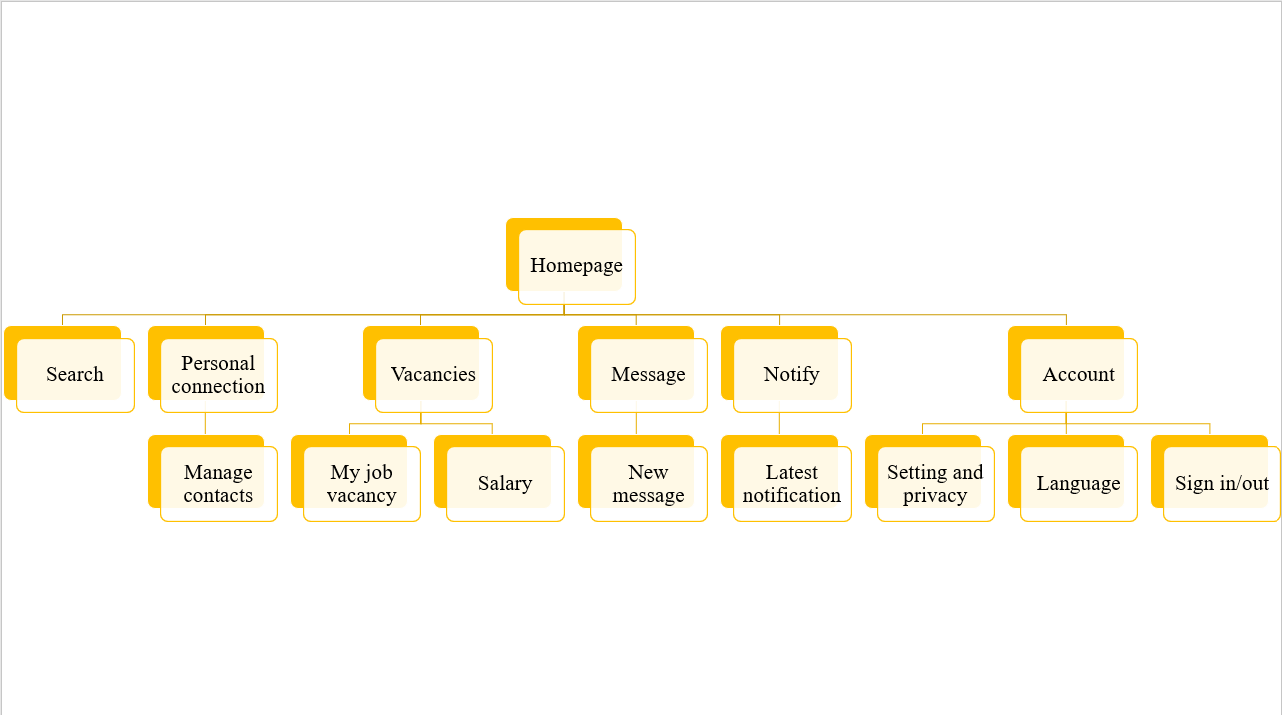 Homepage
Search
Personal
connection
Vacancies
Message
Notify
Account
Manage
contacts
My job
vacancy
Salary
New
message
Latest
notification
Setting and
privacy
Language
Sign in/out